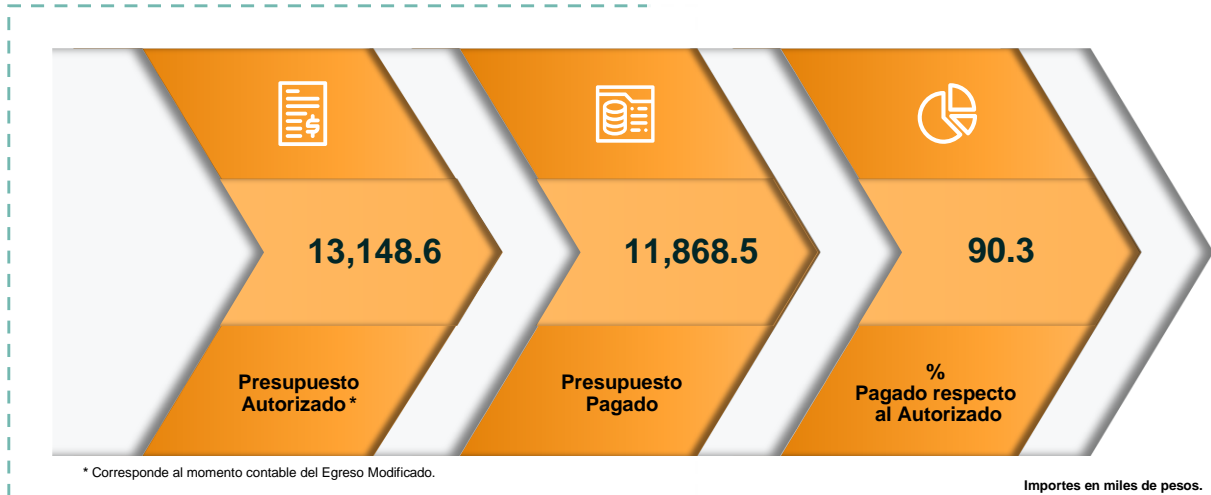 13,148.6
11,868.5
90.3
Presupuesto
Autorizado *
Presupuesto
Pagado
%
Pagado respecto
al Autorizado
* Corresponde al momento contable del Egreso Modificado.
Importes en miles de pesos.